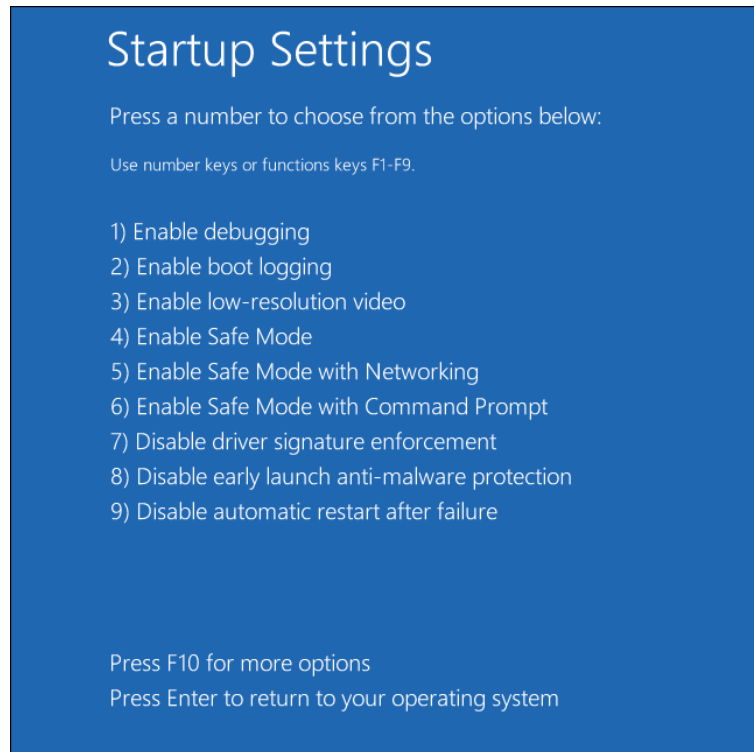 Startup Settings
Press a number to choose from the options below:
Use number keys or functions keys F1-F9.
1) Enable debugging
2) Enable boot logging
3) Enable low-resolution video
4) Enable Safe Mode
5) Enable Safe Mode with Networking
6) Enable Safe Mode with Command Prompt
7) Disable driver signature enforcement
8) Disable early launch anti-malware protection
9) Disable automatic restart after failure
Press F10 for more options
Press Enter to return to your operating system